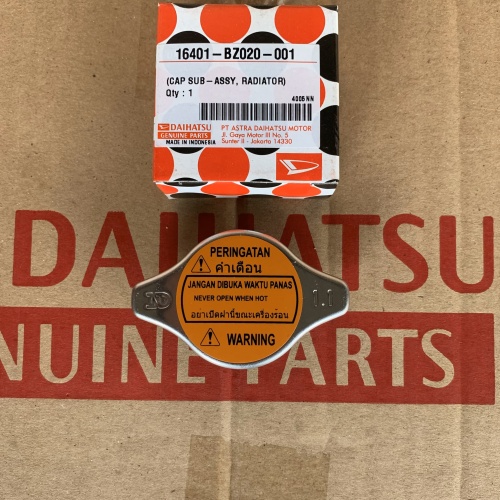 16401-BZ020-001
(CAP SUB-ASSY, RADIATOR)
Qty : 1
4005NN
DAIHATSU
GENUINE PARTS
MADE IN INDONESIA
PT ASTRA DAIHATSU MOTOR
Jl. Gaya Motor III No. 5
Sunter II - Jakarta 14330
DAIHATSU
GENUINE PARTS
PERINGATAN
คำเตือน
JANGAN DIBUKA WAKTU PANAS
NEVER OPEN WHEN HOT
อย่าเปิดฝานี้ขณะเครื่องร้อน
WARNING
1.1